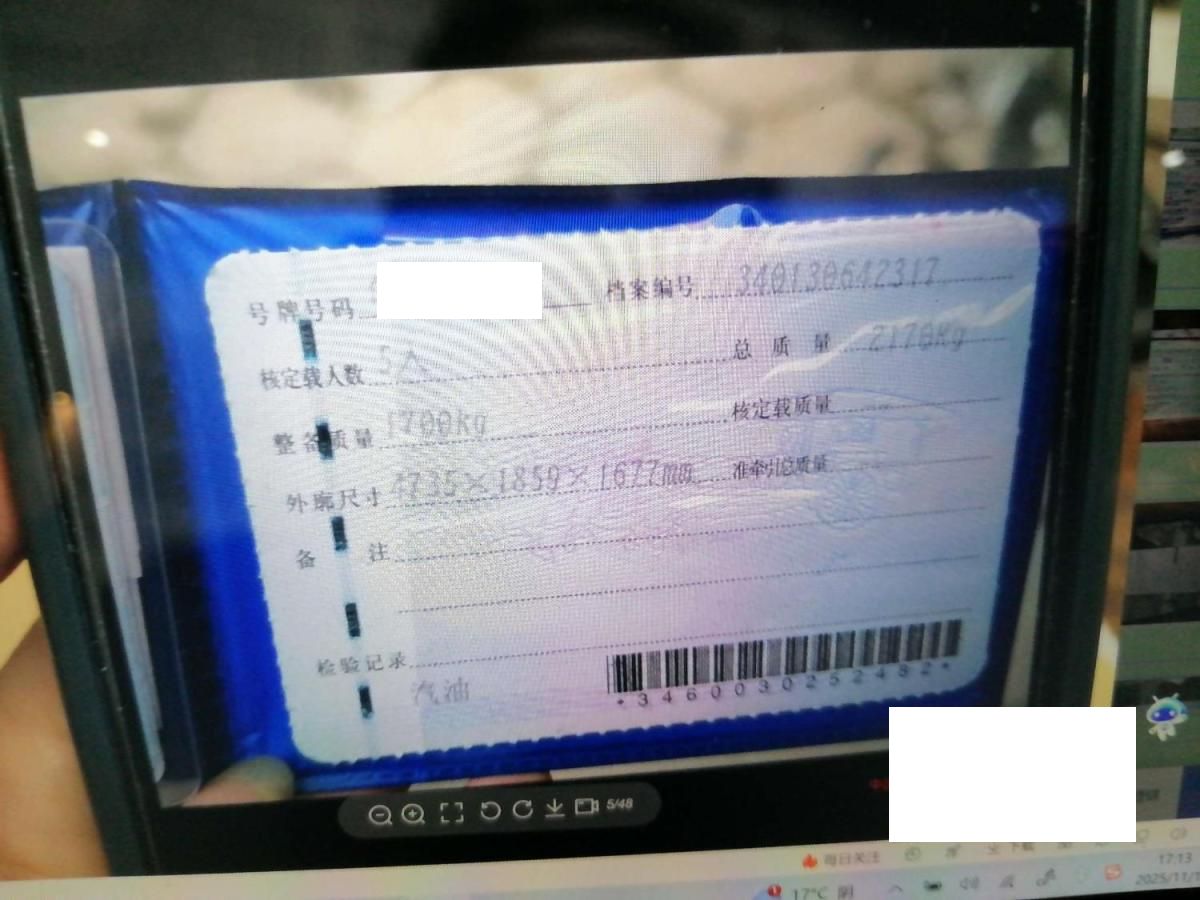 号牌号码 档案编号 340130642317
核定载人数 5人 总质量 2170kg
整备质量 1700kg 核定载质量
外廓尺寸 4735×1859×1677mm 准牵引总质量
备注
检验记录
汽油
*3460030252482*
5/48
每日关注
下载
17:13
17°C 阴